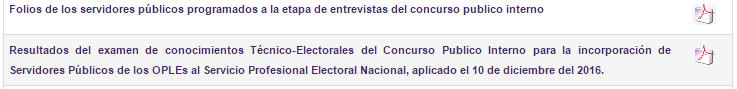 Folios de los servidores públicos programados a la etapa de entrevistas del concurso publico interno
Resultados del examen de conocimientos Técnico-Electorales del Concurso Publico Interno para la incorporación de
Servidores Públicos de los OPLEs al Servicio Profesional Electoral Nacional, aplicado el 10 de diciembre del 2016.